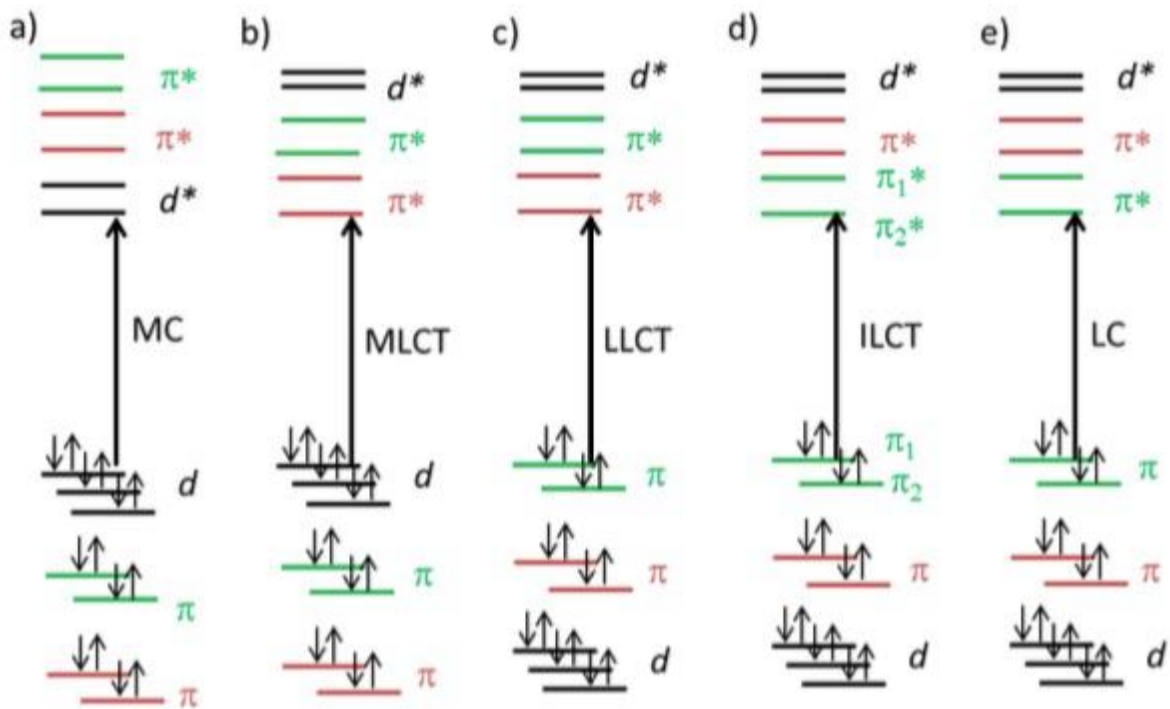 a)
π*
π*
d*
MC
d
π
π
b)
d*
π*
π*
MLCT
d
π
π
c)
d*
π*
π*
LLCT
π
π
d
d)
d*
π*
π₁*
π₂*
ILCT
π₁
π₂
π
d
e)
d*
π*
π*
LC
π
π
d